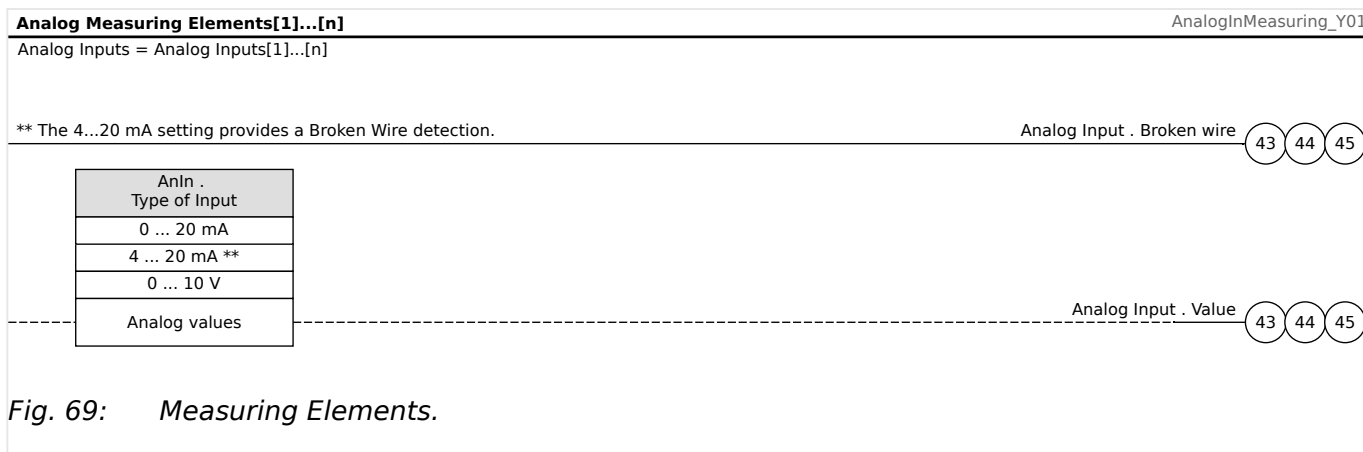 Analog Measuring Elements[1]...[n]
AnalogInMeasuring_Y01
Analog Inputs = Analog Inputs[1]...[n]
** The 4...20 mA setting provides a Broken Wire detection.
Analog Input . Broken wire
43 44 45
AnIn .
Type of Input
0 ... 20 mA
4 ... 20 mA **
0 ... 10 V
Analog values
Analog Input . Value
43 44 45
Fig. 69: Measuring Elements.